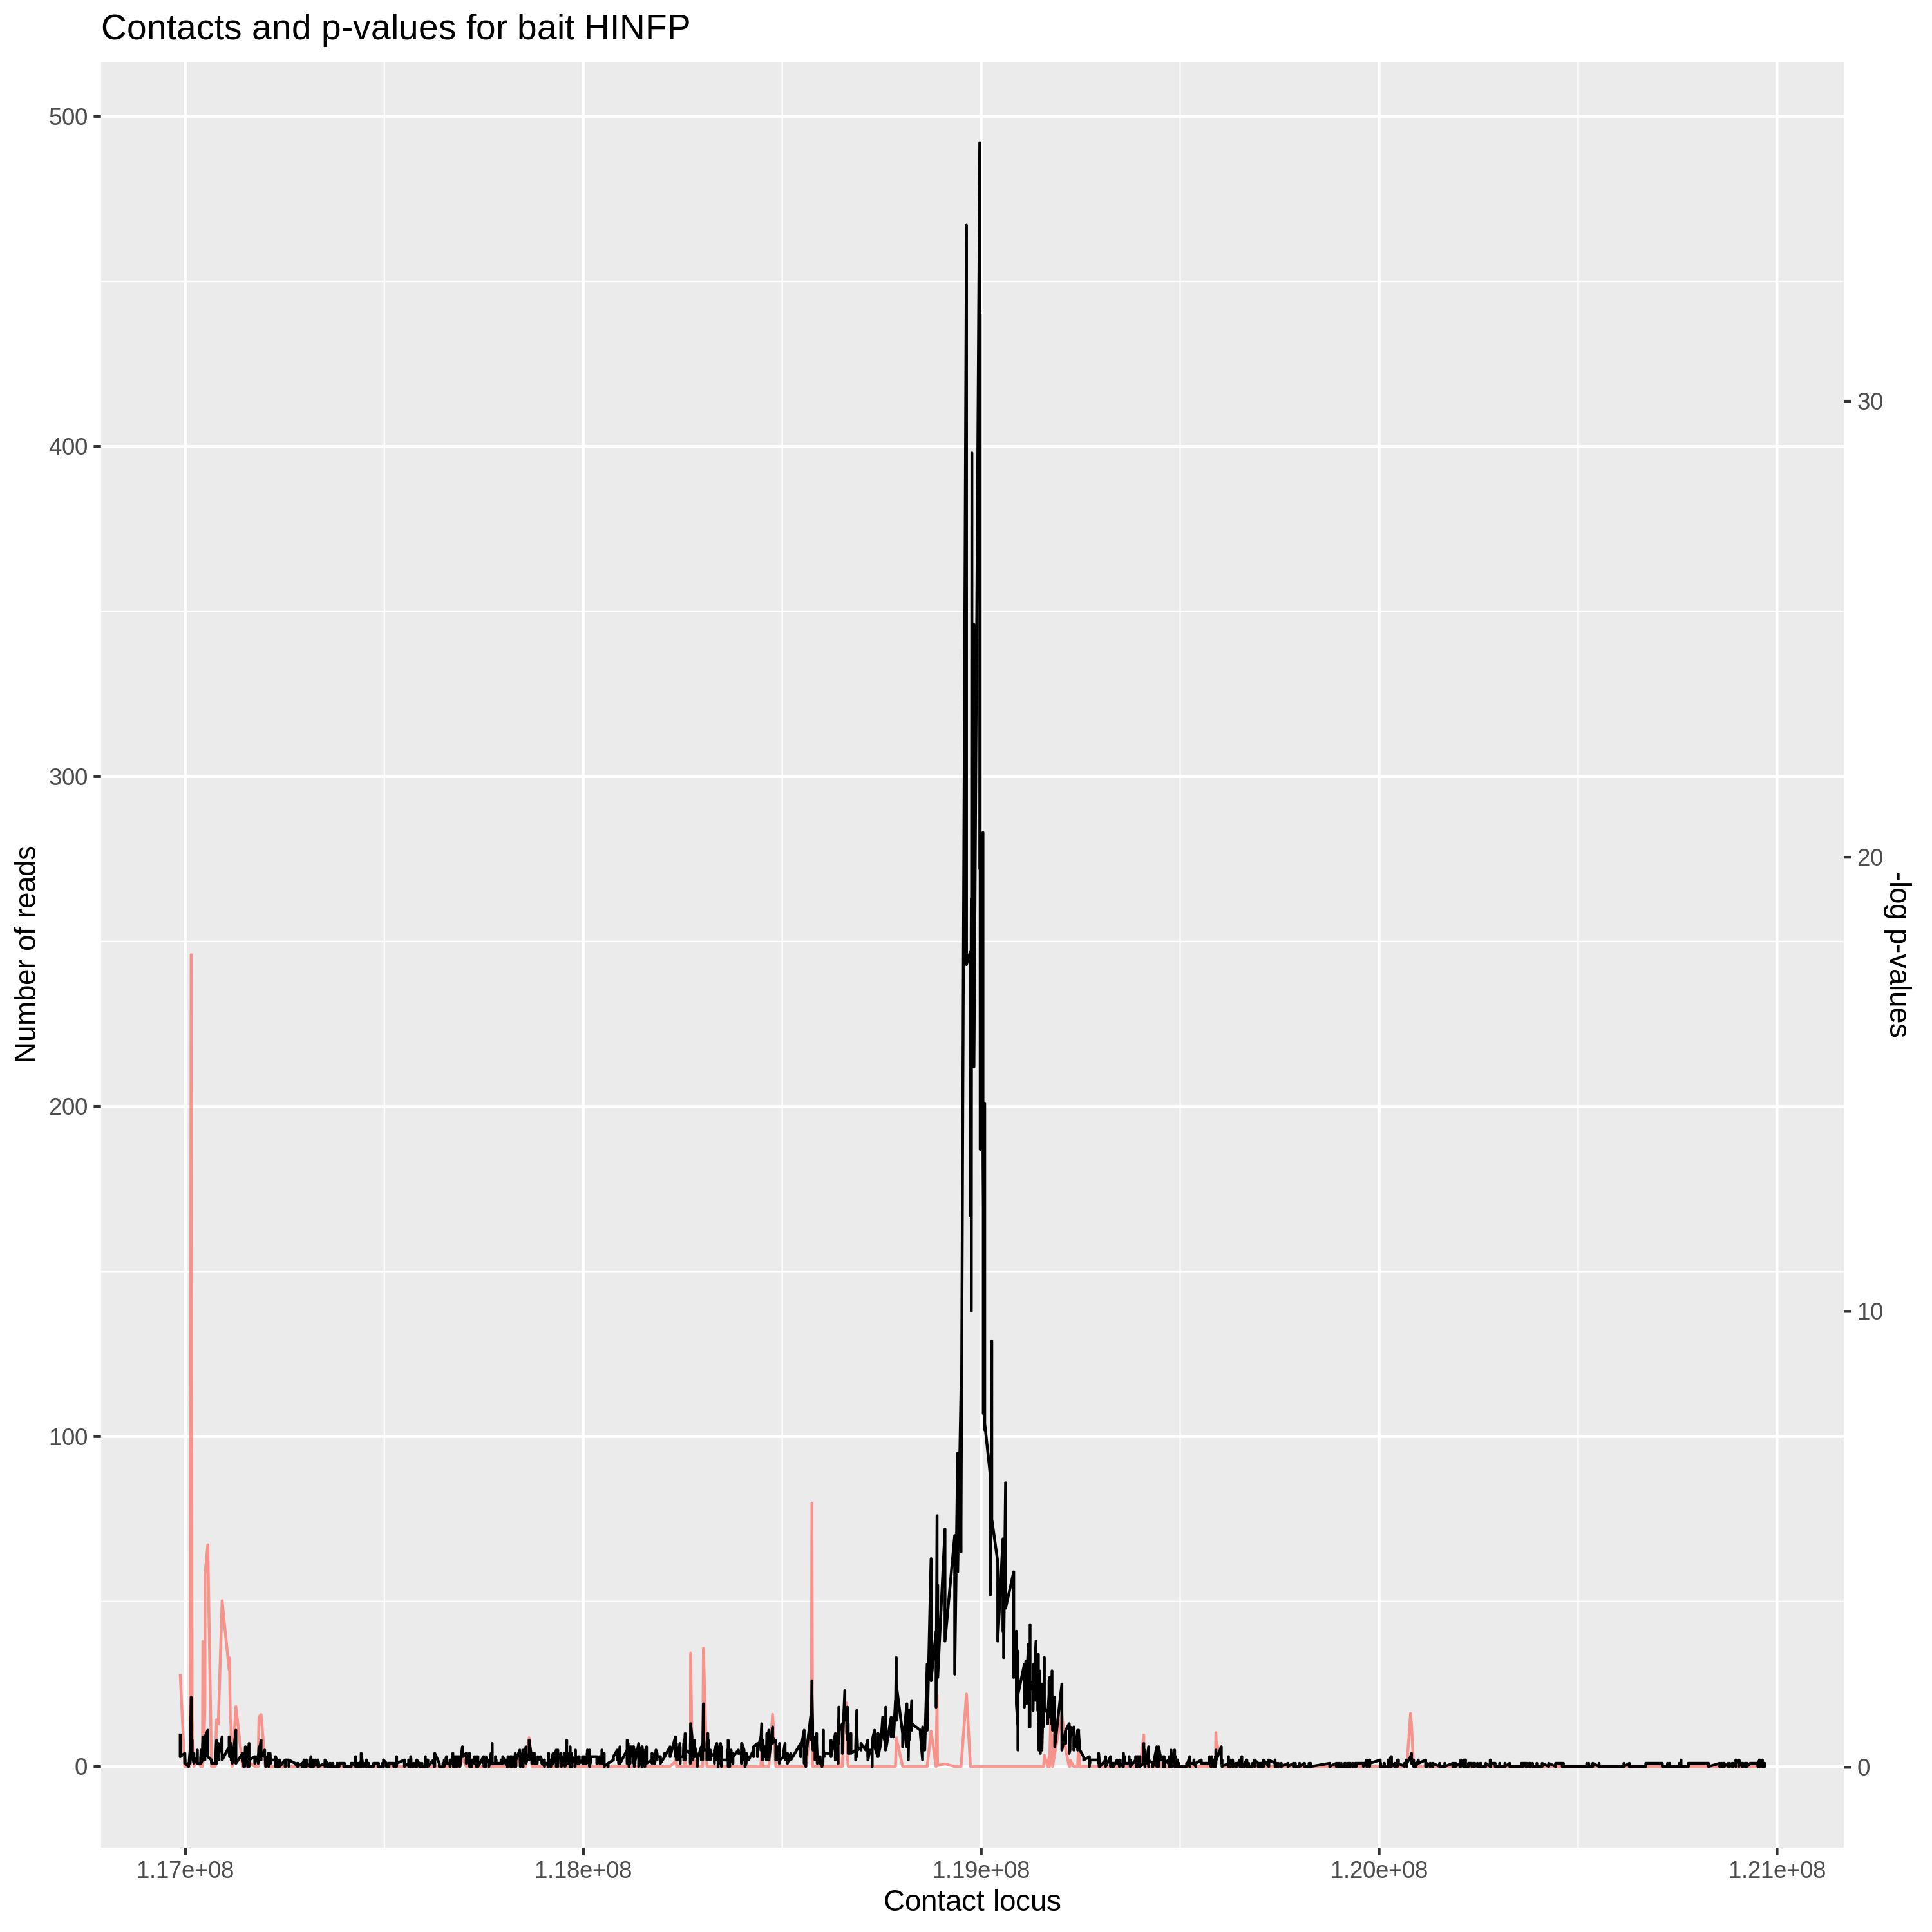 Contacts and p-values for bait HINFP
500
400
300
200
100
0
Number of reads
30
20
10
0
-log p-values
1.17e+08
1.18e+08
1.19e+08
1.20e+08
1.21e+08
Contact locus